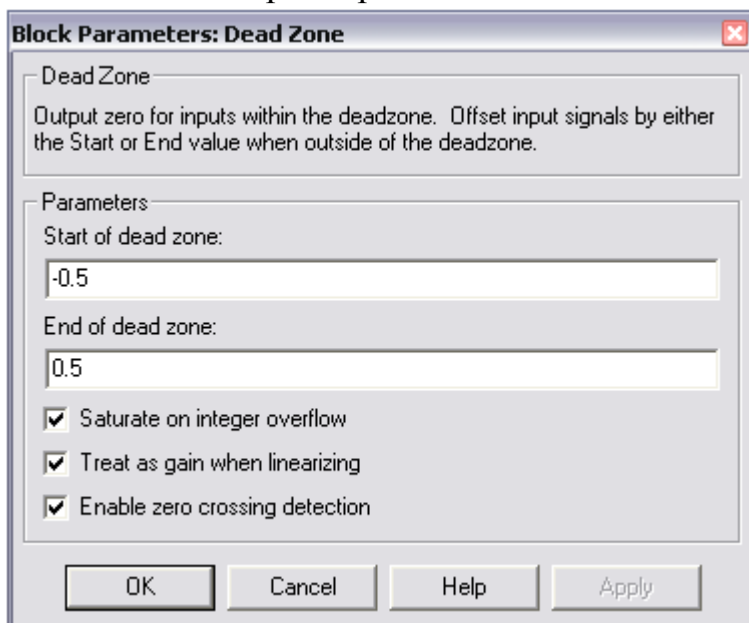 Block Parameters: Dead Zone
Dead Zone
Output zero for inputs within the deadzone. Offset input signals by either
the Start or End value when outside of the deadzone.
Parameters
Start of dead zone:
-0.5
End of dead zone:
0.5
Saturate on integer overflow
Treat as gain when linearizing
Enable zero crossing detection
OK
Cancel
Help
Apply